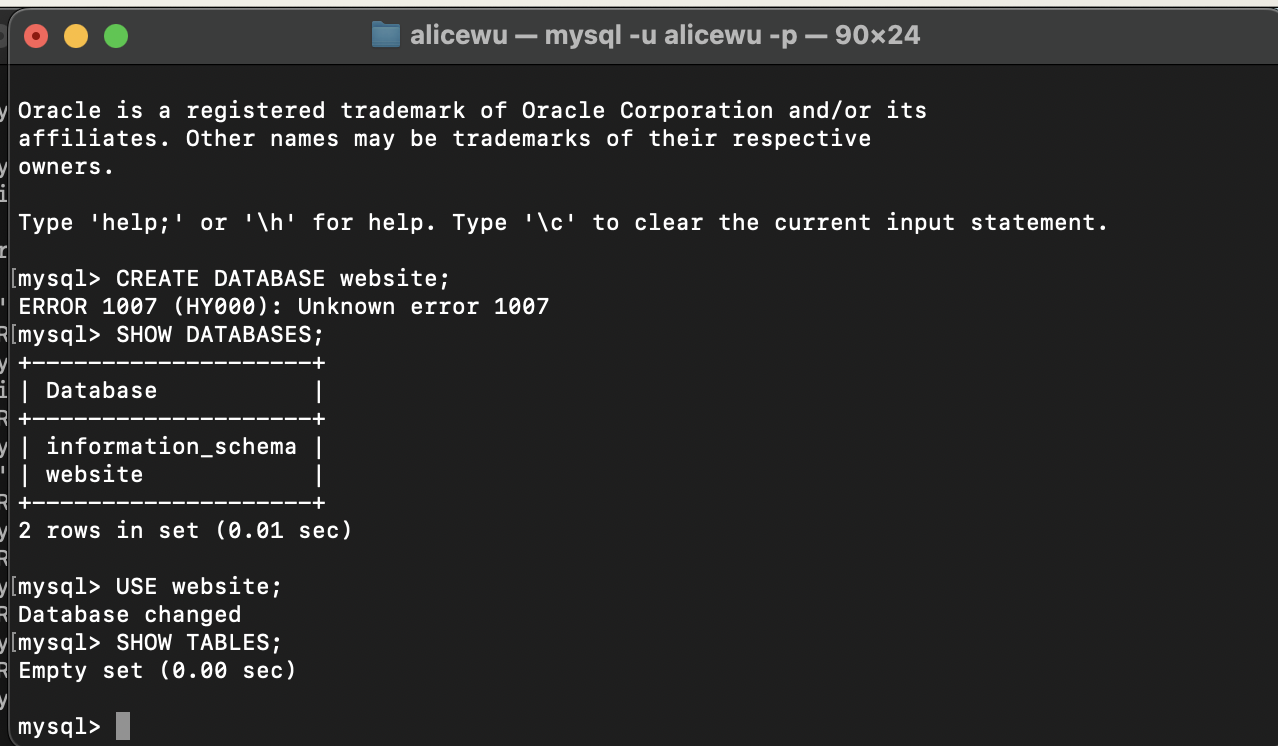 alicewu — mysql -u alicewu -p — 90×24
Oracle is a registered trademark of Oracle Corporation and/or its
affiliates. Other names may be trademarks of their respective
owners.
Type 'help;' or '\h' for help. Type '\c' to clear the current input statement.
[mysql> CREATE DATABASE website;
ERROR 1007 (HY000): Unknown error 1007
[mysql> SHOW DATABASES;
+--------------------+
| Database           |
+--------------------+
| information_schema |
| website            |
+--------------------+
2 rows in set (0.01 sec)
[mysql> USE website;
Database changed
[mysql> SHOW TABLES;
Empty set (0.00 sec)
mysql>